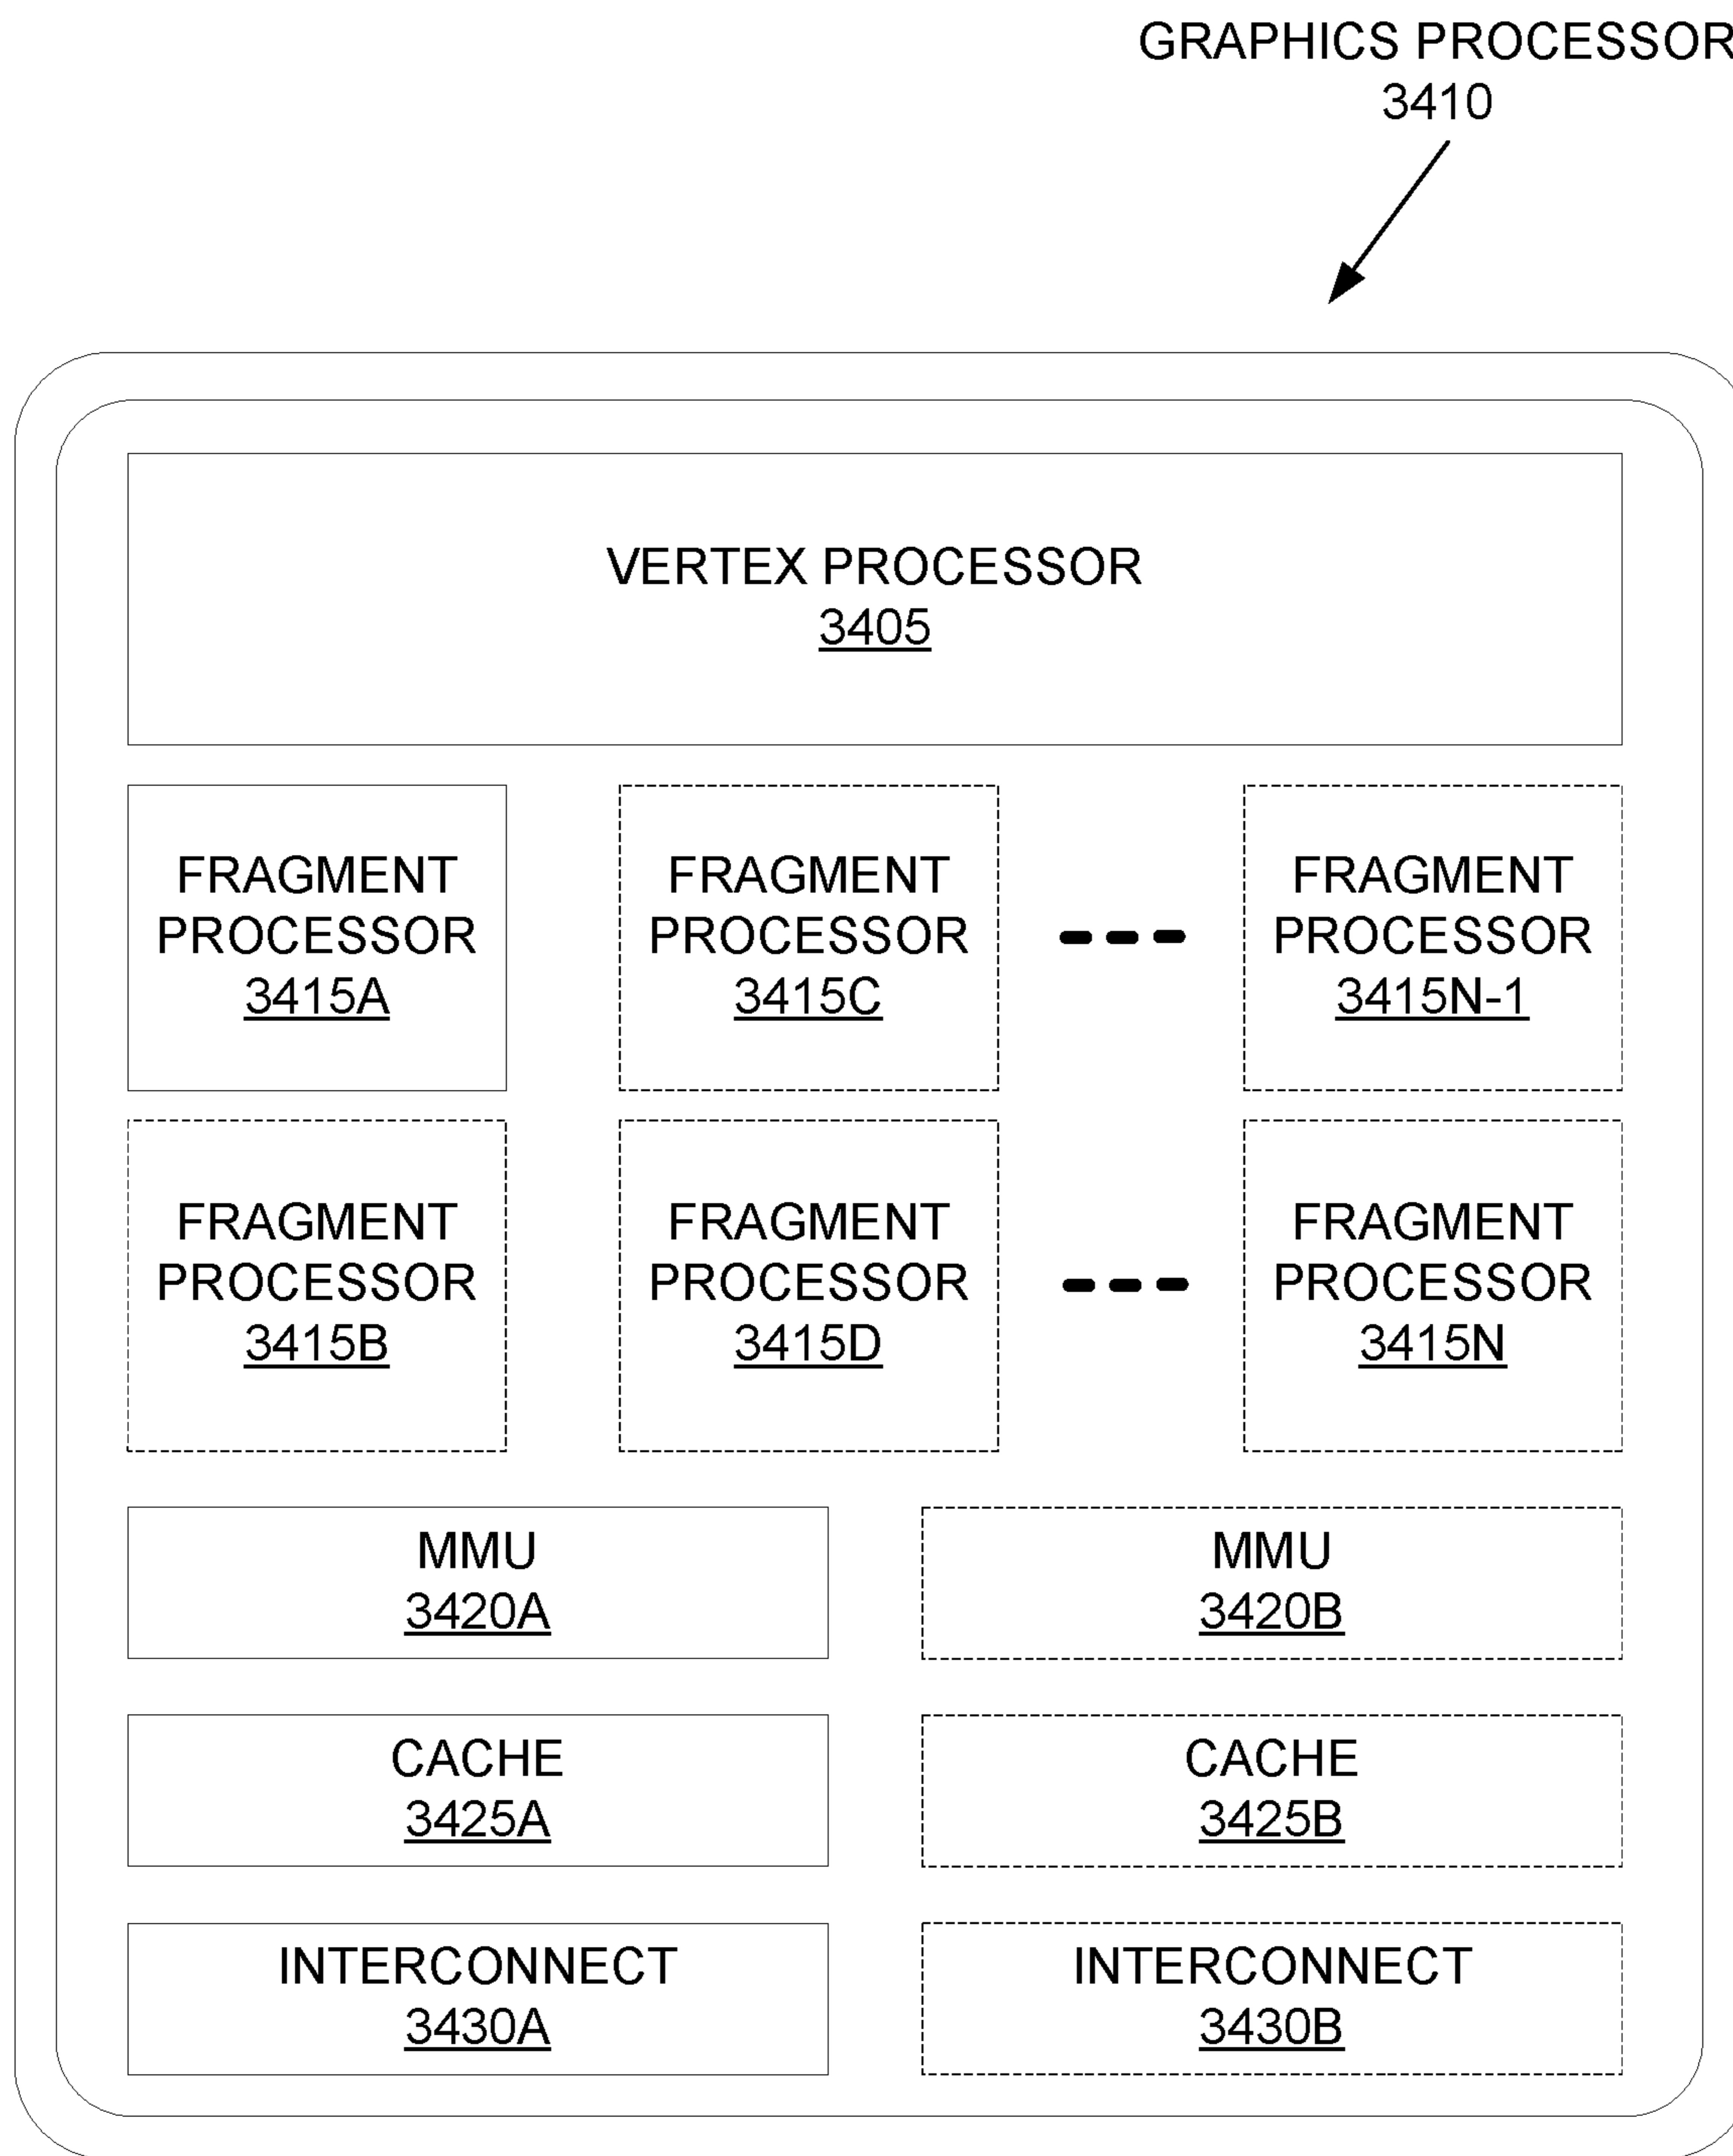 GRAPHICS PROCESSOR
3410
VERTEX PROCESSOR
3405
FRAGMENT
PROCESSOR
3415A
FRAGMENT
PROCESSOR
3415C
FRAGMENT
PROCESSOR
3415N-1
FRAGMENT
PROCESSOR
3415B
FRAGMENT
PROCESSOR
3415D
FRAGMENT
PROCESSOR
3415N
MMU
3420A
MMU
3420B
CACHE
3425A
CACHE
3425B
INTERCONNECT
3430A
INTERCONNECT
3430B